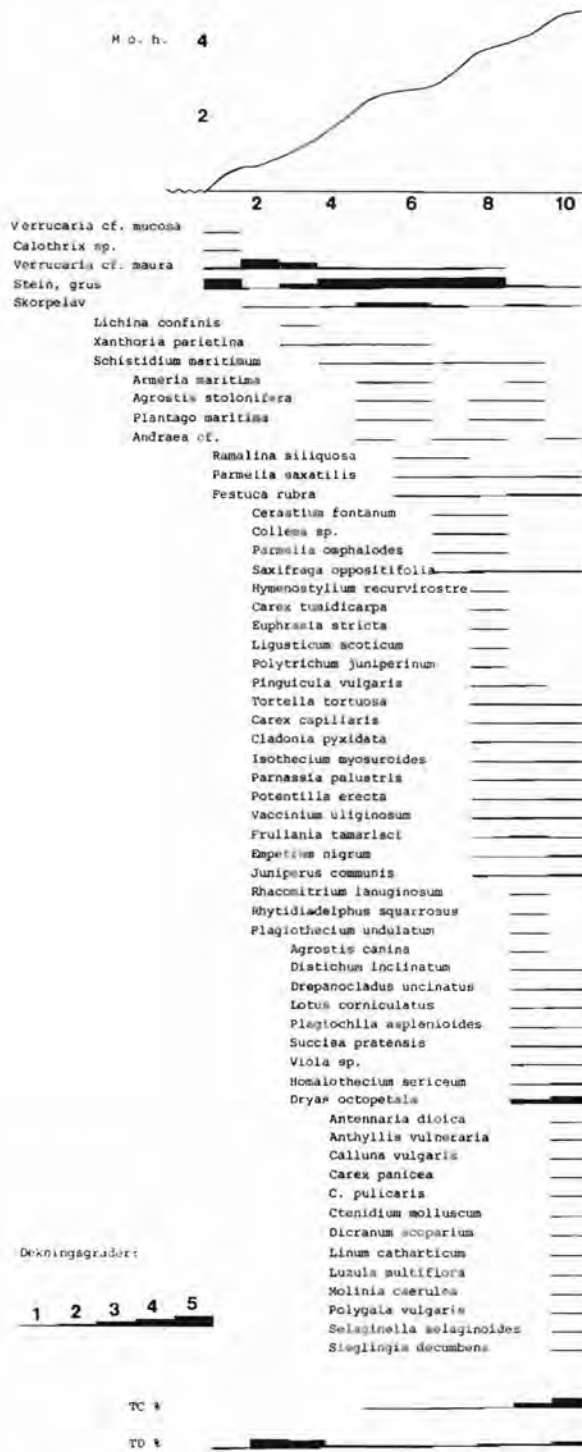 M o. h. 4
2
2 4 6 8 10
Verrucaria cf. mucosa
Calothrix sp.
Verrucaria cf. maura
Stein, grus
Skorpelav
Lichina confinis
Xanthoria parietina
Schistidium maritimum
Armeria maritima
Agrostis stolonifera
Plantago maritima
Andraea cf.
Ramalina siliquosa
Parmelia saxatilis
Festuca rubra
Cerastium fontanum
Collema sp.
Parmelia omphalodes
Saxifraga oppositifolia
Hymenostylium recurvirostre
Carex tumidicarpa
Euphrasia stricta
Ligusticum scoticum
Polytrichum juniperinum
Pinguicula vulgaris
Tortella tortuosa
Carex capillaris
Cladonia pyxidata
Isothecium myosuroides
Parnassia palustris
Potentilla erecta
Vaccinium uliginosum
Frullania tamarisci
Empetrum nigrum
Juniperus communis
Rhacomitrium lanuginosum
Rhytidiadelphus squarrosus
Plagiothecium undulatum
Agrostis canina
Distichum inclinatum
Drepanocladus uncinatus
Lotus corniculatus
Plagiochila asplenioides
Succisa pratensis
Viola sp.
Homalothecium sericeum
Dryas octopetala
Antennaria dioica
Anthyllis vulneraria
Calluna vulgaris
Carex panicea
C. pulicaris
Ctenidium molluscum
Dicranum scoparium
Linum catharticum
Luzula multiflora
Molinia caerulea
Polygala vulgaris
Selaginella selaginoides
Sieglingia decumbens
Dekningsgrader:
1 2 3 4 5
TC %
TD %